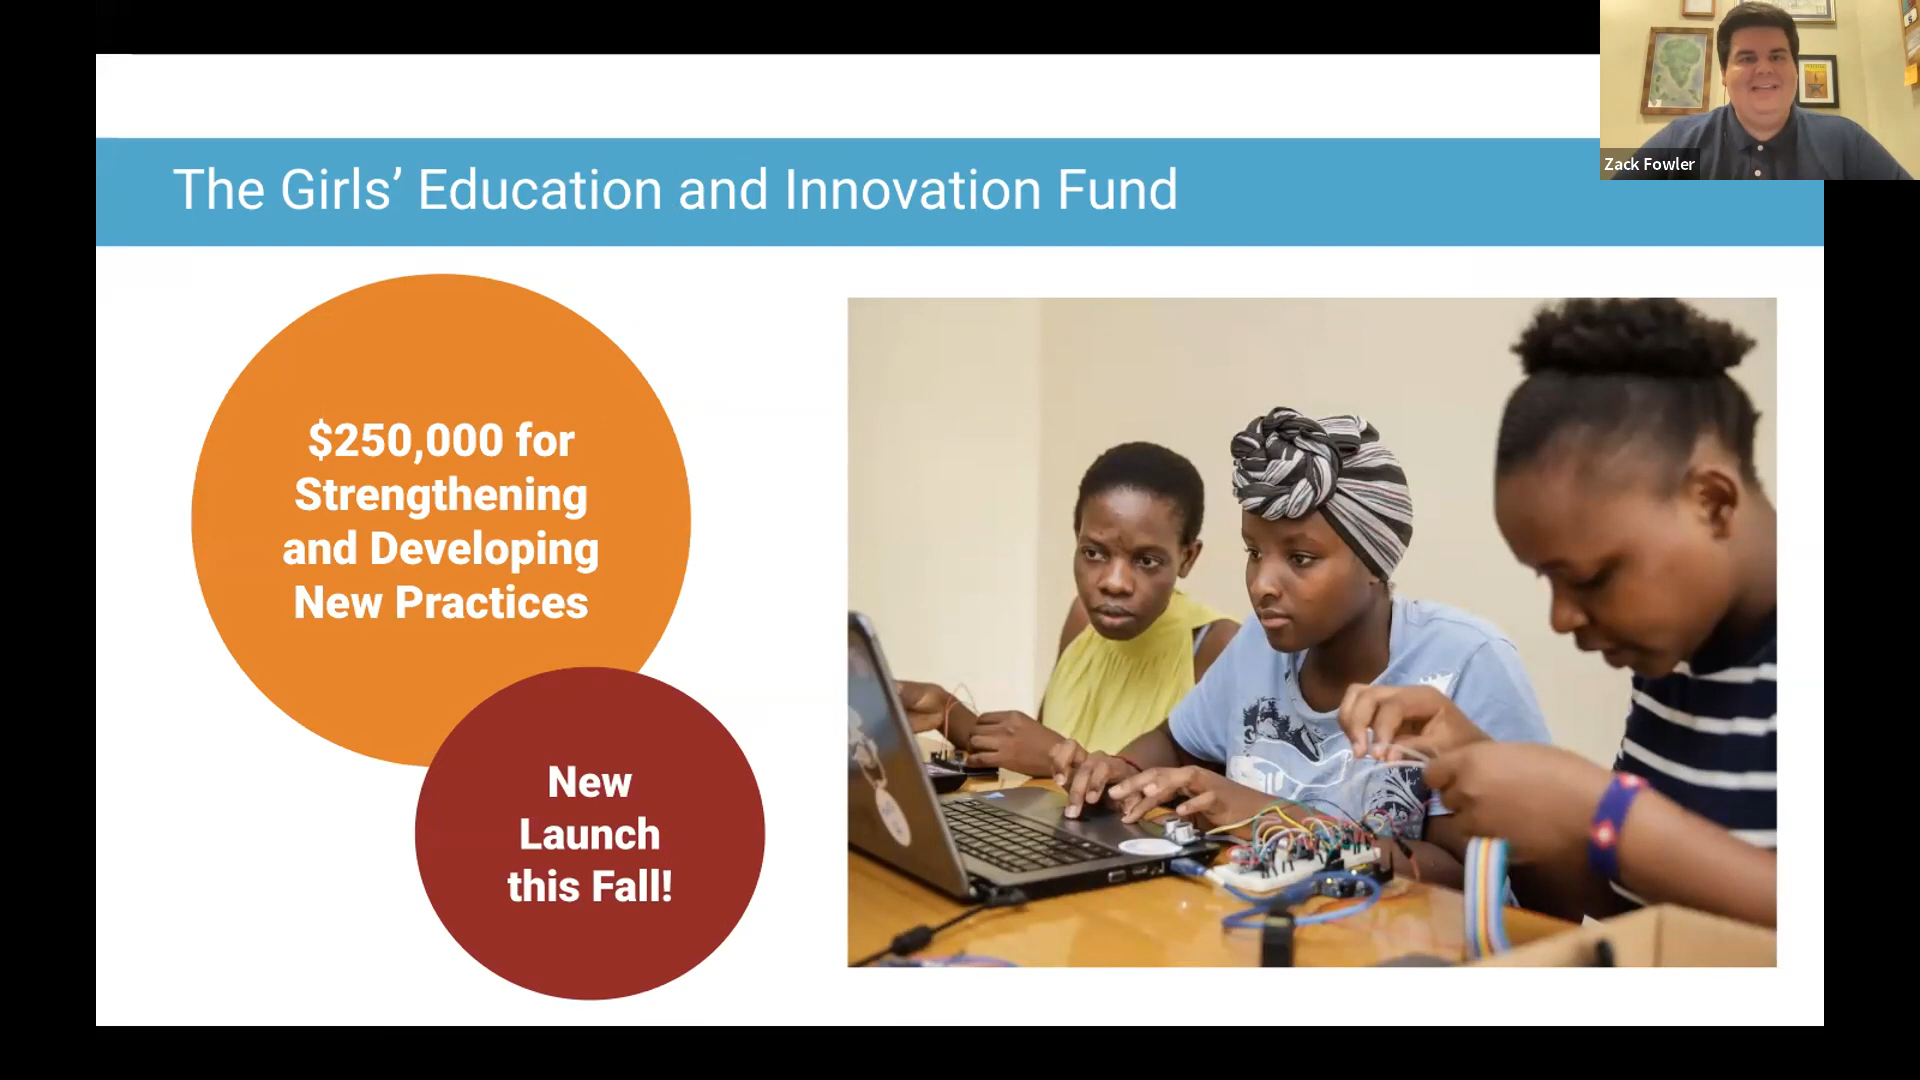 Zack Fowler
The Girls’ Education and Innovation Fund
$250,000 for
Strengthening
and Developing
New Practices
New
Launch
this Fall!